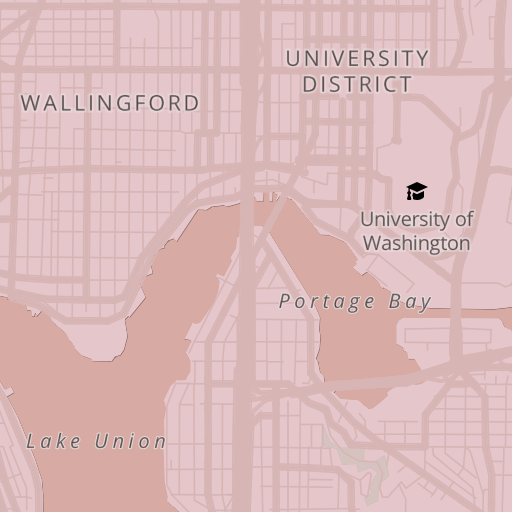 UNIVERSITY
DISTRICT
WALLINGFORD
University of
Washington
Portage Bay
Lake Union